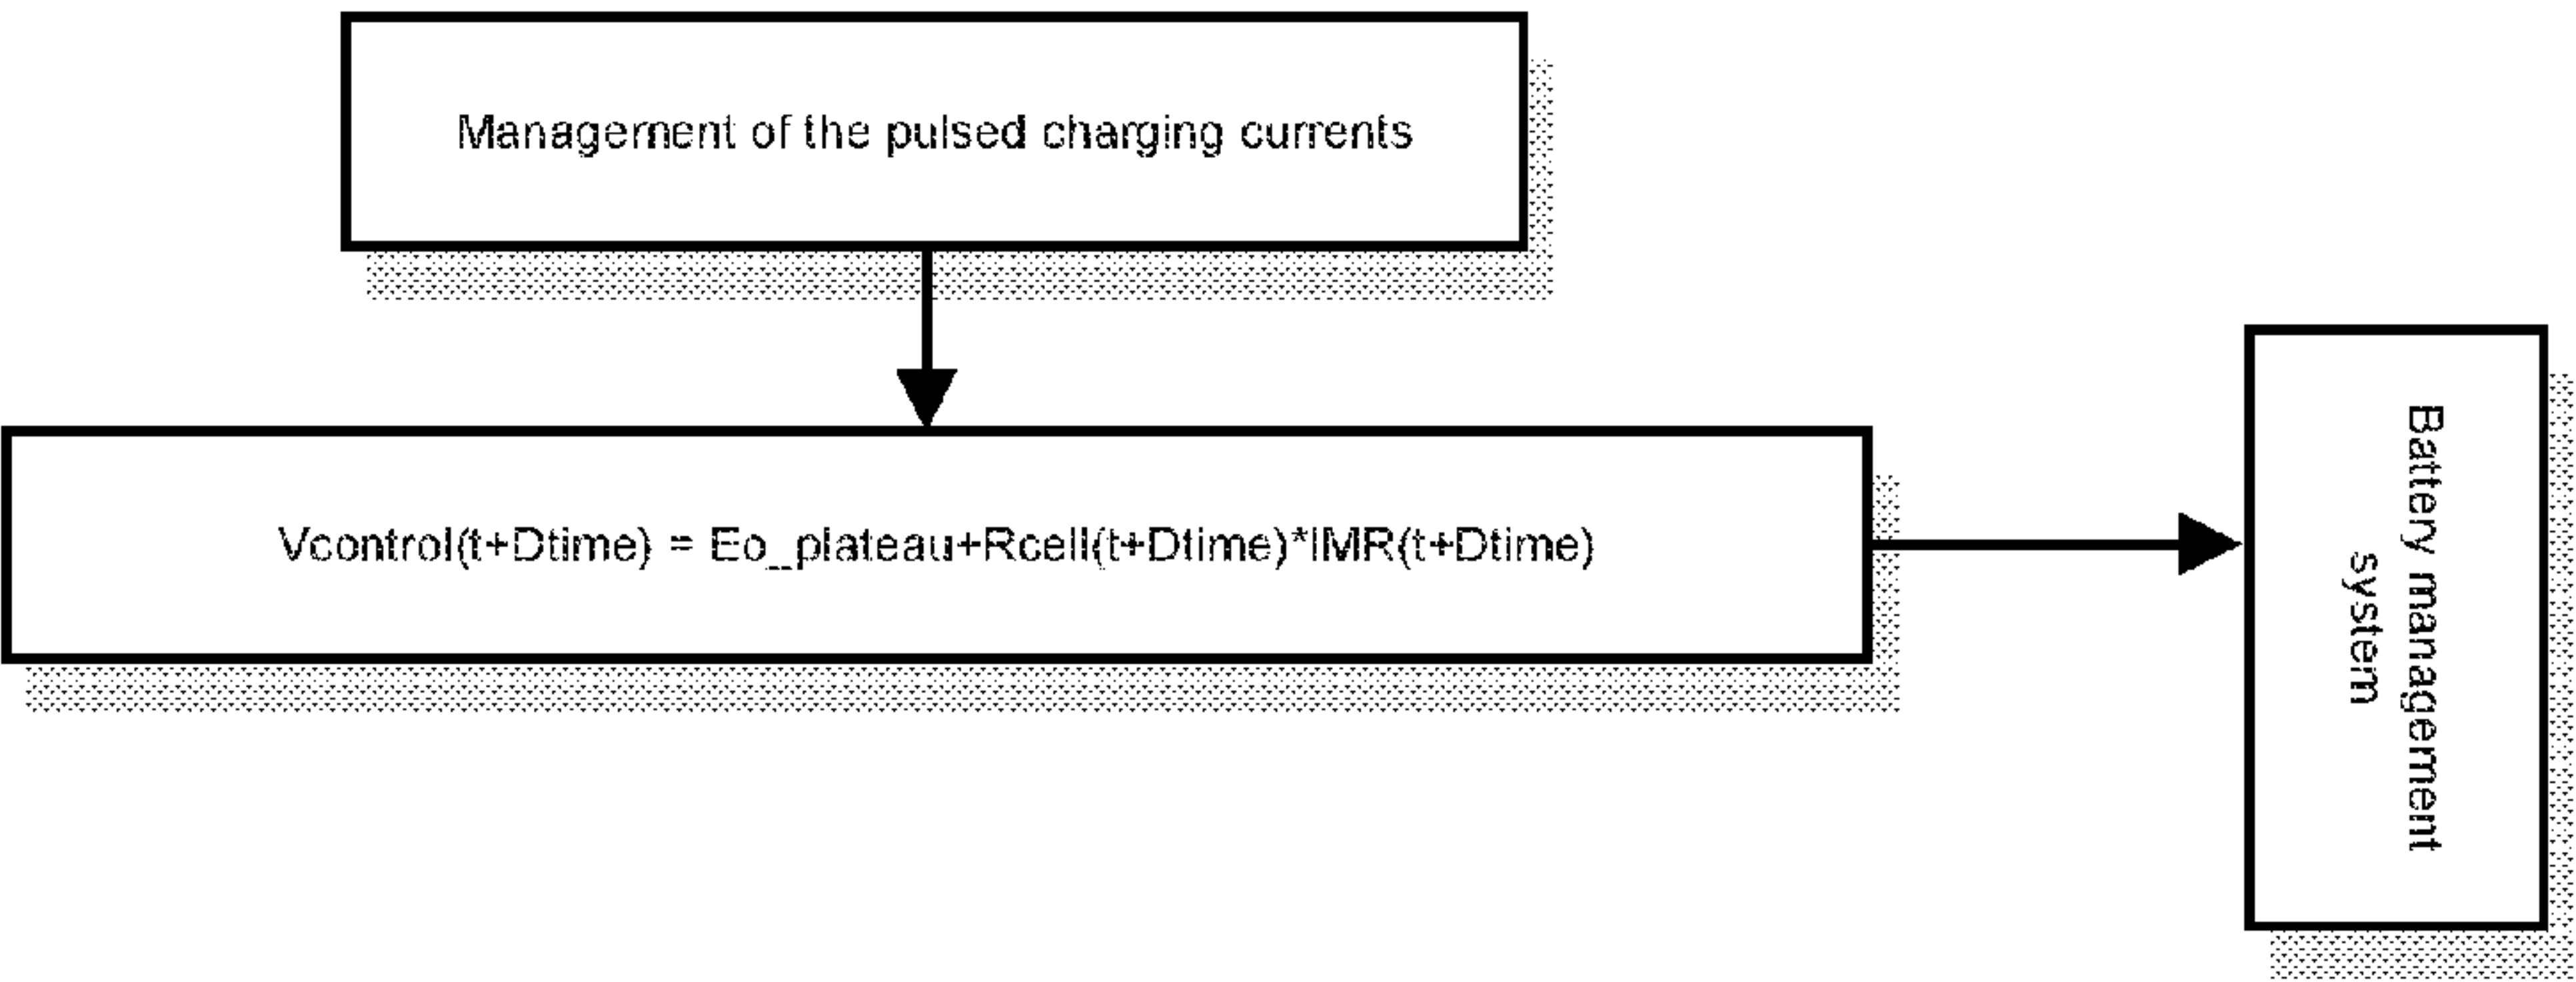 Management of the pulsed charging currents
Vcontrol(t+Dtime) = Eo_plateau+Rcell(t+Dtime)*IMR(t+Dtime)
Battery management
system